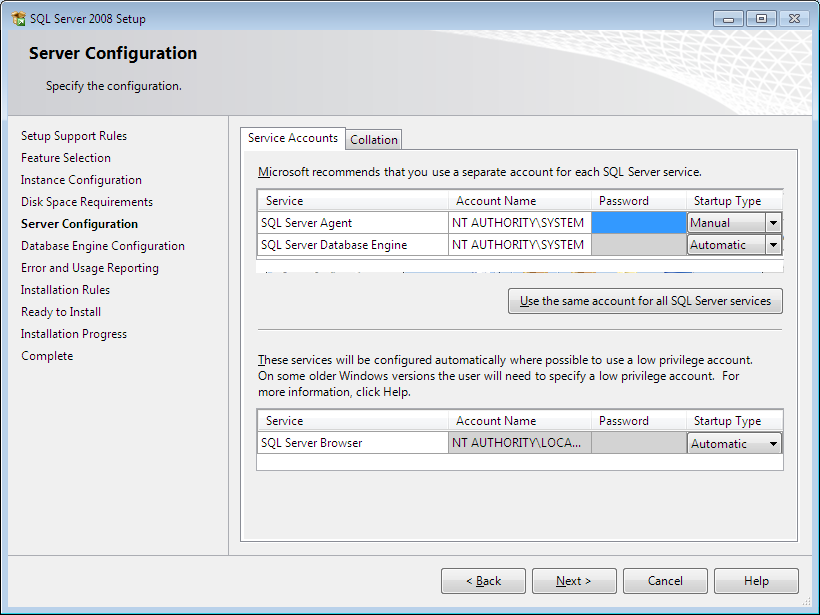 SQL Server 2008 Setup
Server Configuration
Specify the configuration.
Setup Support Rules
Feature Selection
Instance Configuration
Disk Space Requirements
Server Configuration
Database Engine Configuration
Error and Usage Reporting
Installation Rules
Ready to Install
Installation Progress
Complete
Service Accounts Collation
Microsoft recommends that you use a separate account for each SQL Server service.
Service Account Name Password Startup Type
SQL Server Agent NT AUTHORITY\SYSTEM Manual
SQL Server Database Engine NT AUTHORITY\SYSTEM Automatic
Use the same account for all SQL Server services
These services will be configured automatically where possible to use a low privilege account.
On some older Windows versions the user will need to specify a low privilege account. For
more information, click Help.
Service Account Name Password Startup Type
SQL Server Browser NT AUTHORITY\LOCA... Automatic
< Back Next > Cancel Help